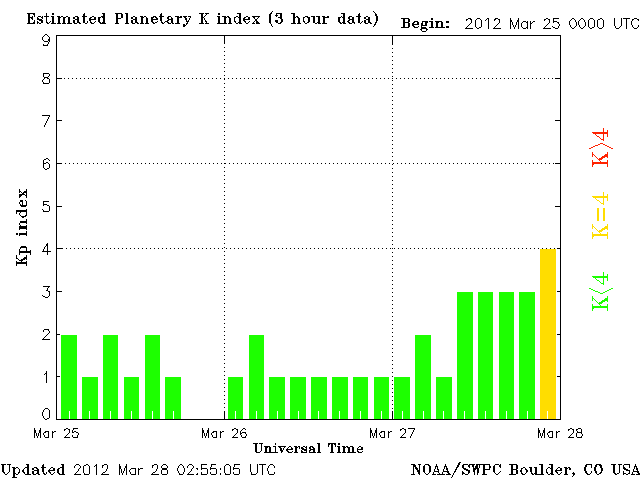 Estimated Planetary K index (3 hour data) Begin: 2012 Mar 25 0000 UTC
9
8
7
6
5
4
3
2
1
0
Kp index
K>4
K=4
K<4
Mar 25 Mar 26 Mar 27 Mar 28
Universal Time
Updated 2012 Mar 28 02:55:05 UTC NOAA/SWPC Boulder, CO USA